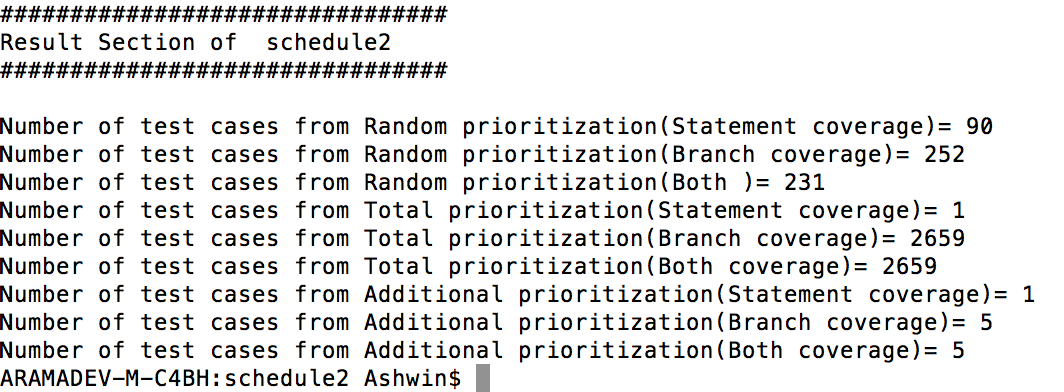 ################################
Result Section of  schedule2
################################
Number of test cases from Random prioritization(Statement coverage)= 90
Number of test cases from Random prioritization(Branch coverage)= 252
Number of test cases from Random prioritization(Both )= 231
Number of test cases from Total prioritization(Statement coverage)= 1
Number of test cases from Total prioritization(Branch coverage)= 2659
Number of test cases from Total prioritization(Both coverage)= 2659
Number of test cases from Additional prioritization(Statement coverage)= 1
Number of test cases from Additional prioritization(Branch coverage)= 5
Number of test cases from Additional prioritization(Both coverage)= 5
ARAMADEV-M-C4BH:schedule2 Ashwin$